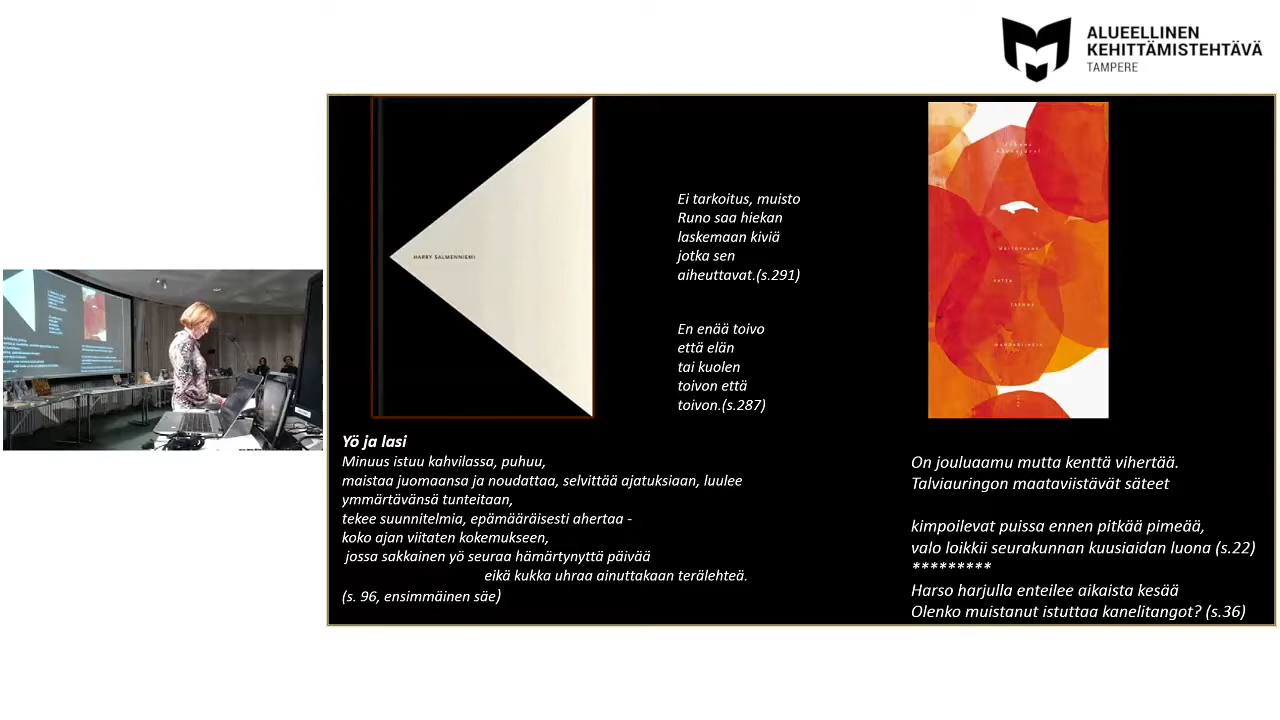 ALUEELLINEN
KEHITTÄMISTEHTÄVÄ
TAMPERE
HARRY SALMENNIEMI
Ei tarkoitus, muisto
Runo saa hiekan
laskemaan kiviä
jotka sen
aiheuttavat.(s.291)
En enää toivo
että elän
tai kuolen
toivon että
toivon.(s.287)
Yö ja lasi
Minuus istuu kahvilassa, puhuu,
maistaa juomaansa ja noudattaa, selvittää ajatuksiaan, luulee
ymmärtävänsä tunteitaan,
tekee suunnitelmia, epämääräisesti ahertaa -
koko ajan viitaten kokemukseen,
jossa sakkainen yö seuraa hämärtynyttä päivää
eikä kukka uhraa ainuttakaan terälehteä.
(s. 96, ensimmäinen säe)
On jouluaamu mutta kenttä vihertää.
Talviauringon maataviistävät säteet
kimpoilevat puissa ennen pitkää pimeää,
valo loikkii seurakunnan kuusiaidan luona (s.22)
*********
Harso harjulla enteilee aikaista kesää
Olenko muistanut istuttaa kanelitangot? (s.36)